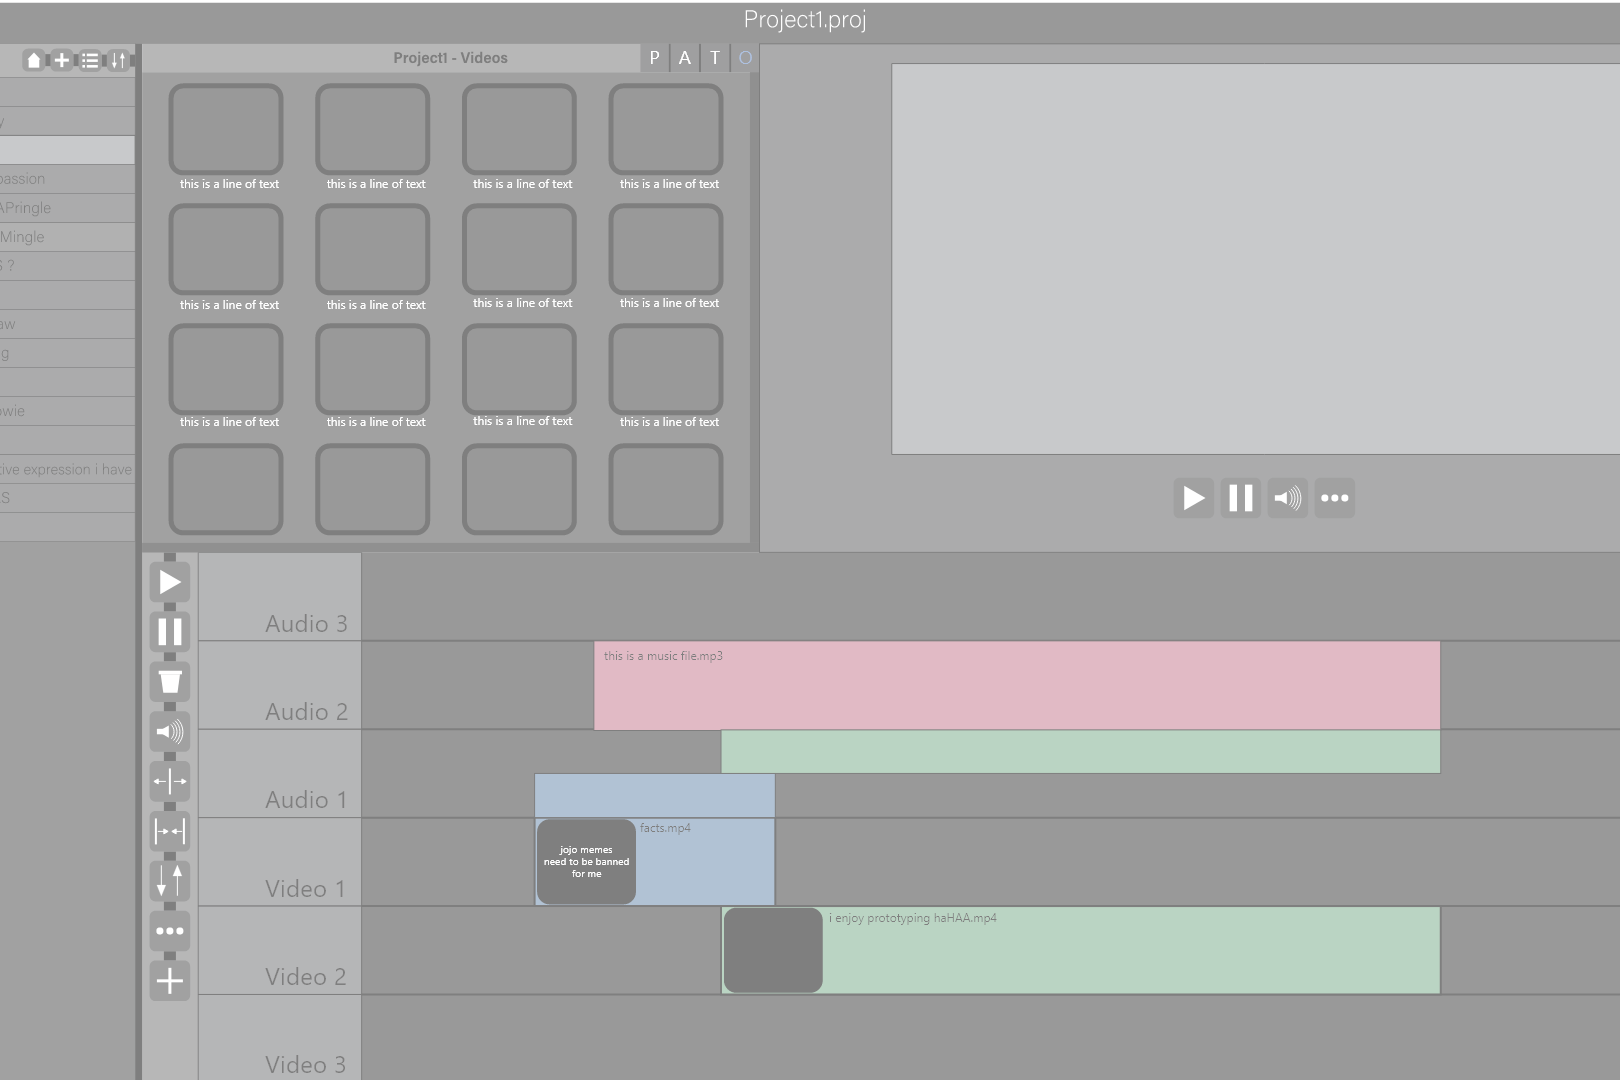 Project1.proj
Project1 - Videos
P A T O
passion
APringle
Mingle
S ?
aw
g
owie
tive expression i have
S
this is a line of text
this is a line of text
this is a line of text
this is a line of text
this is a line of text
this is a line of text
this is a line of text
this is a line of text
this is a line of text
this is a line of text
this is a line of text
this is a line of text
Audio 3
this is a music file.mp3
Audio 2
Audio 1
facts.mp4
jojo memes
need to be banned
for me
Video 1
i enjoy prototyping haHAA.mp4
Video 2
Video 3